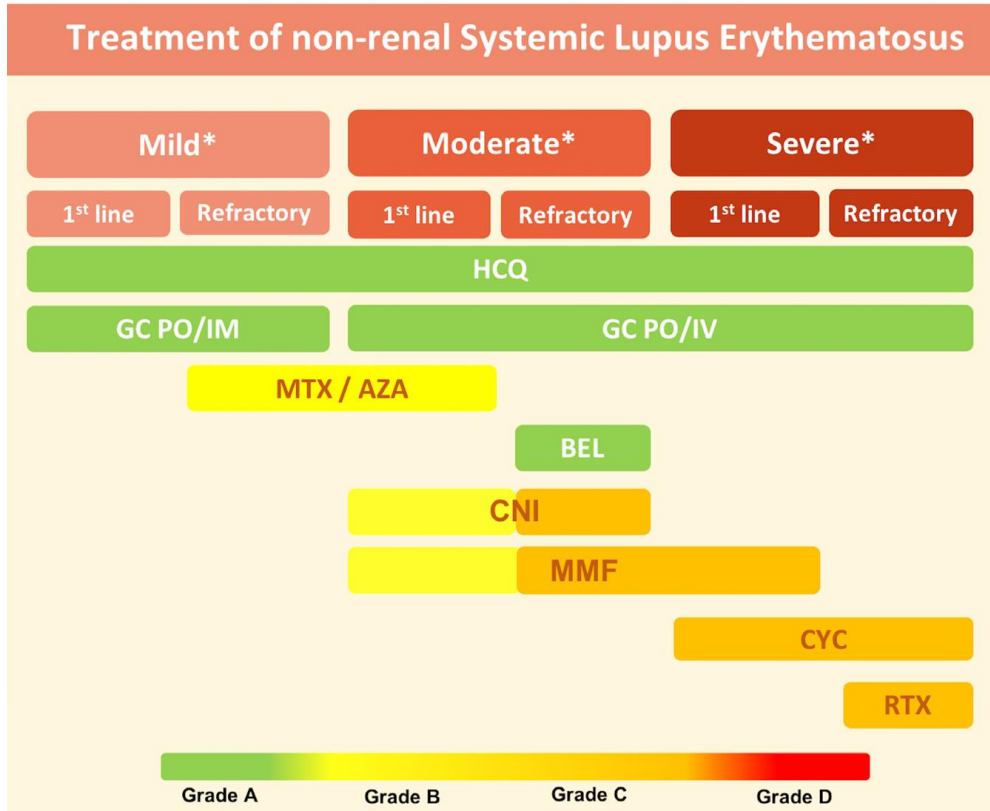 Treatment of non-renal Systemic Lupus Erythematosus
Mild* Moderate* Severe*
1st line Refractory 1st line Refractory 1st line Refractory
HCQ
GC PO/IM GC PO/IV
MTX / AZA
BEL
CNI
MMF
CYC
RTX
Grade A Grade B Grade C Grade D